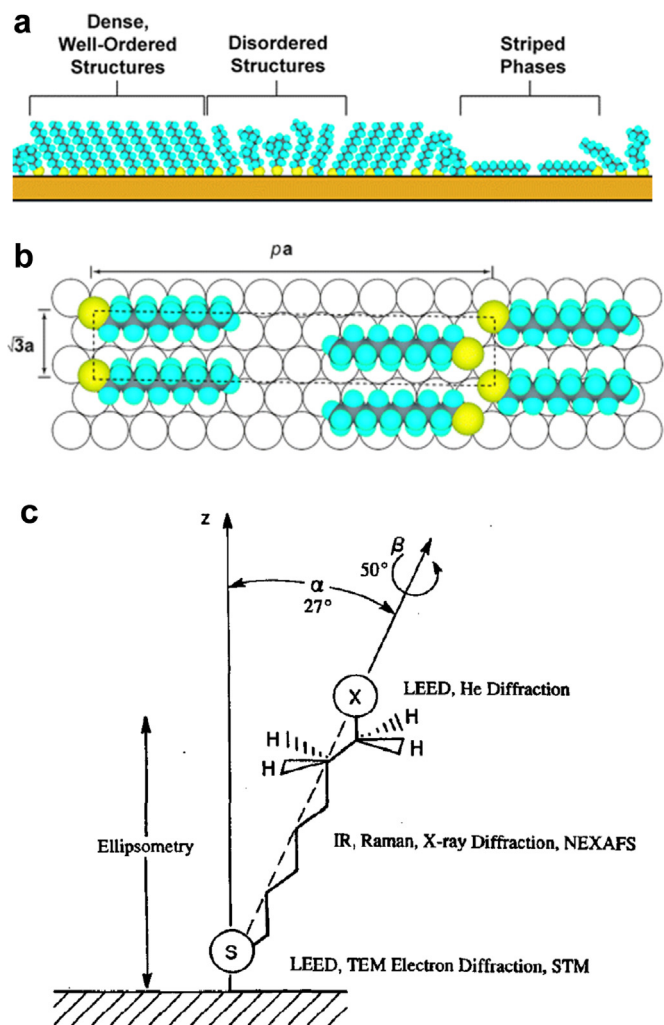 a
Dense,
Well-Ordered
Structures
Disordered
Structures
Striped
Phases
b
pa
√3a
c
z
β
50°
α
27°
X
LEED, He Diffraction
H
H
H
H
Ellipsometry
IR, Raman, X-ray Diffraction, NEXAFS
S
LEED, TEM Electron Diffraction, STM